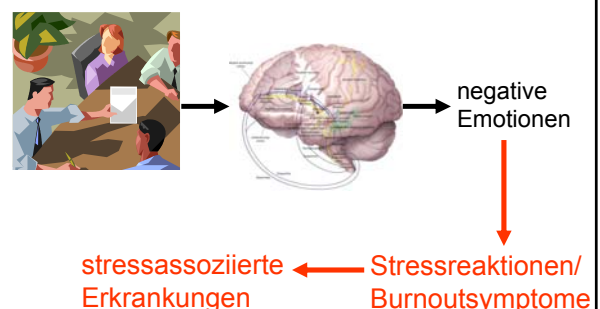 negative
Emotionen
Stressreaktionen/
Burnoutsymptome
stressassoziierte
Erkrankungen